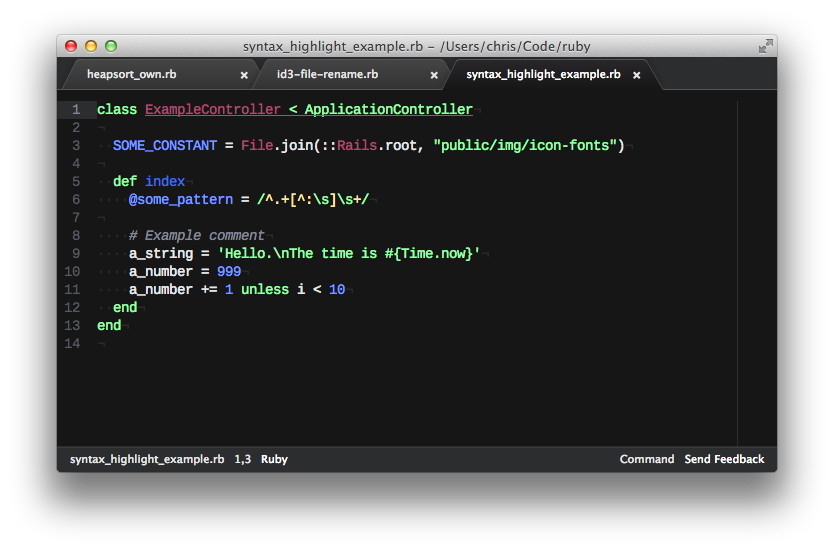 syntax_highlight_example.rb – /Users/chris/Code/ruby
heapsort_own.rb × id3-file-rename.rb × syntax_highlight_example.rb ×
1 class ExampleController < ApplicationController¬
2 ¬
3 ··SOME_CONSTANT = File.join(::Rails.root, "public/img/icon-fonts")¬
4 ¬
5 ··def index¬
6 ····@some_pattern = /^.+[^:\s]\s+/¬
7 ¬
8 ····# Example comment¬
9 ····a_string = 'Hello.\nThe time is #{Time.now}'¬
10 ····a_number = 999¬
11 ····a_number += 1 unless i < 10¬
12 ··end¬
13 end¬
14 ¬
syntax_highlight_example.rb 1,3 Ruby Command Send Feedback